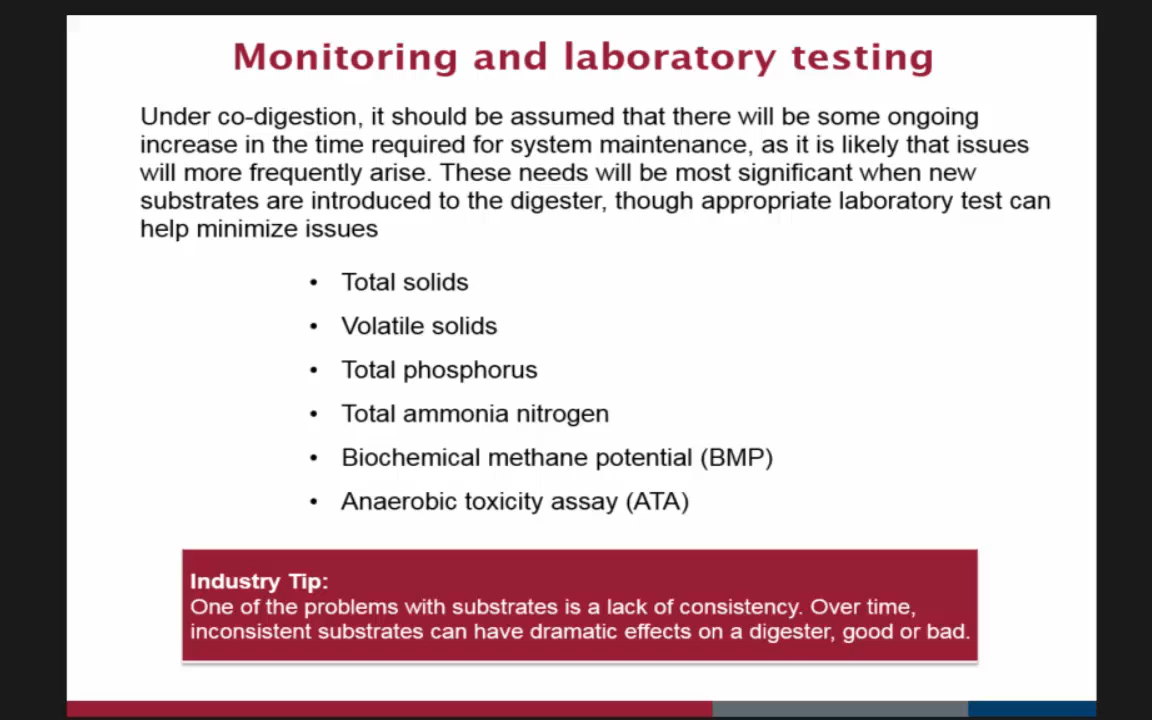 Monitoring and laboratory testing
Under co-digestion, it should be assumed that there will be some ongoing
increase in the time required for system maintenance, as it is likely that issues
will more frequently arise. These needs will be most significant when new
substrates are introduced to the digester, though appropriate laboratory test can
help minimize issues
• Total solids
• Volatile solids
• Total phosphorus
• Total ammonia nitrogen
• Biochemical methane potential (BMP)
• Anaerobic toxicity assay (ATA)
Industry Tip:
One of the problems with substrates is a lack of consistency. Over time,
inconsistent substrates can have dramatic effects on a digester, good or bad.